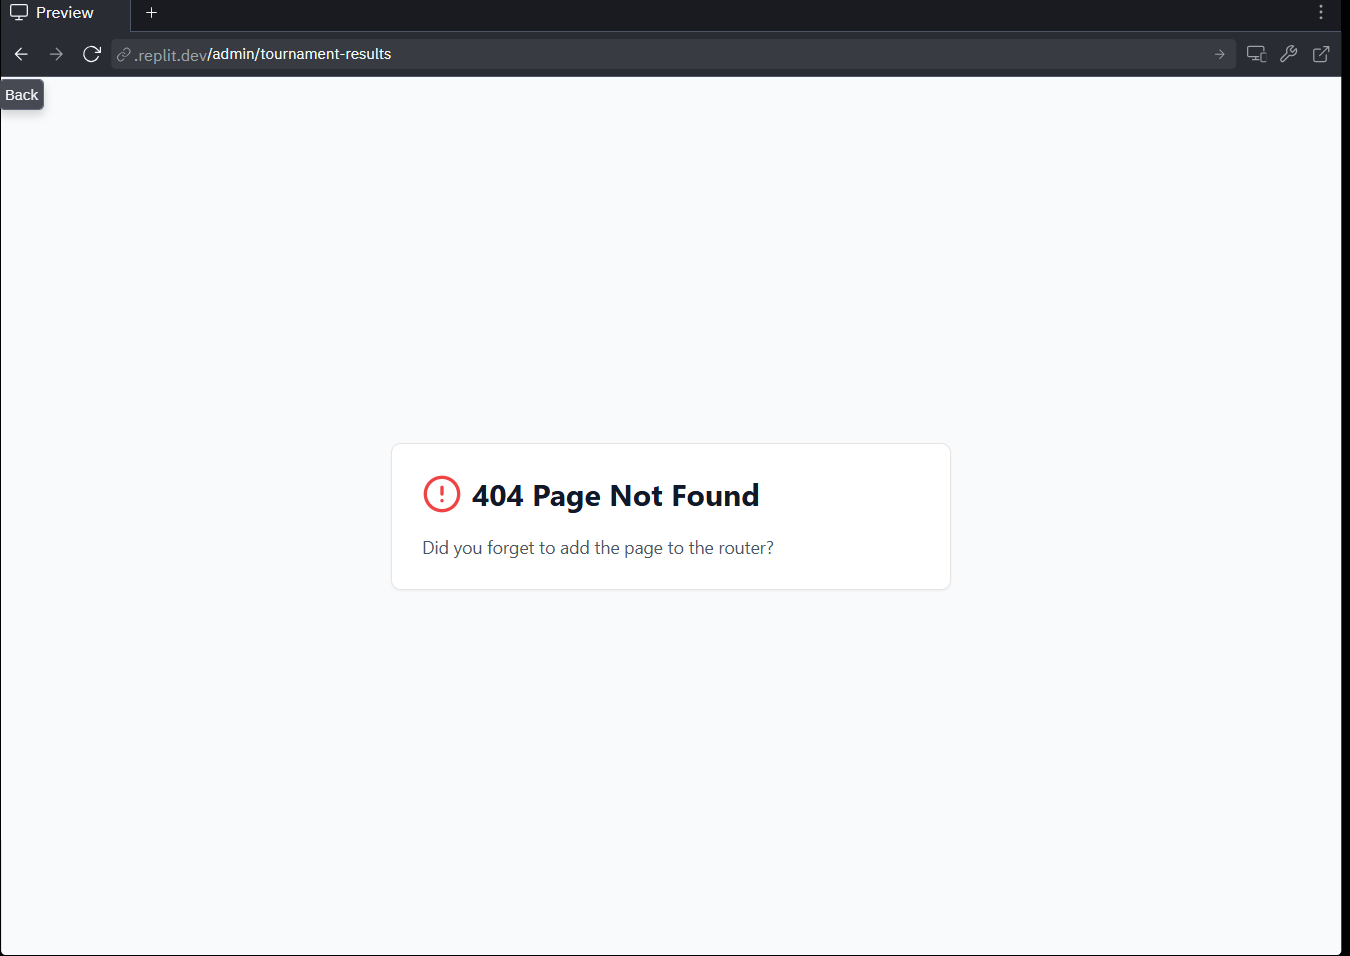 Preview
.replit.dev/admin/tournament-results
Back
404 Page Not Found
Did you forget to add the page to the router?